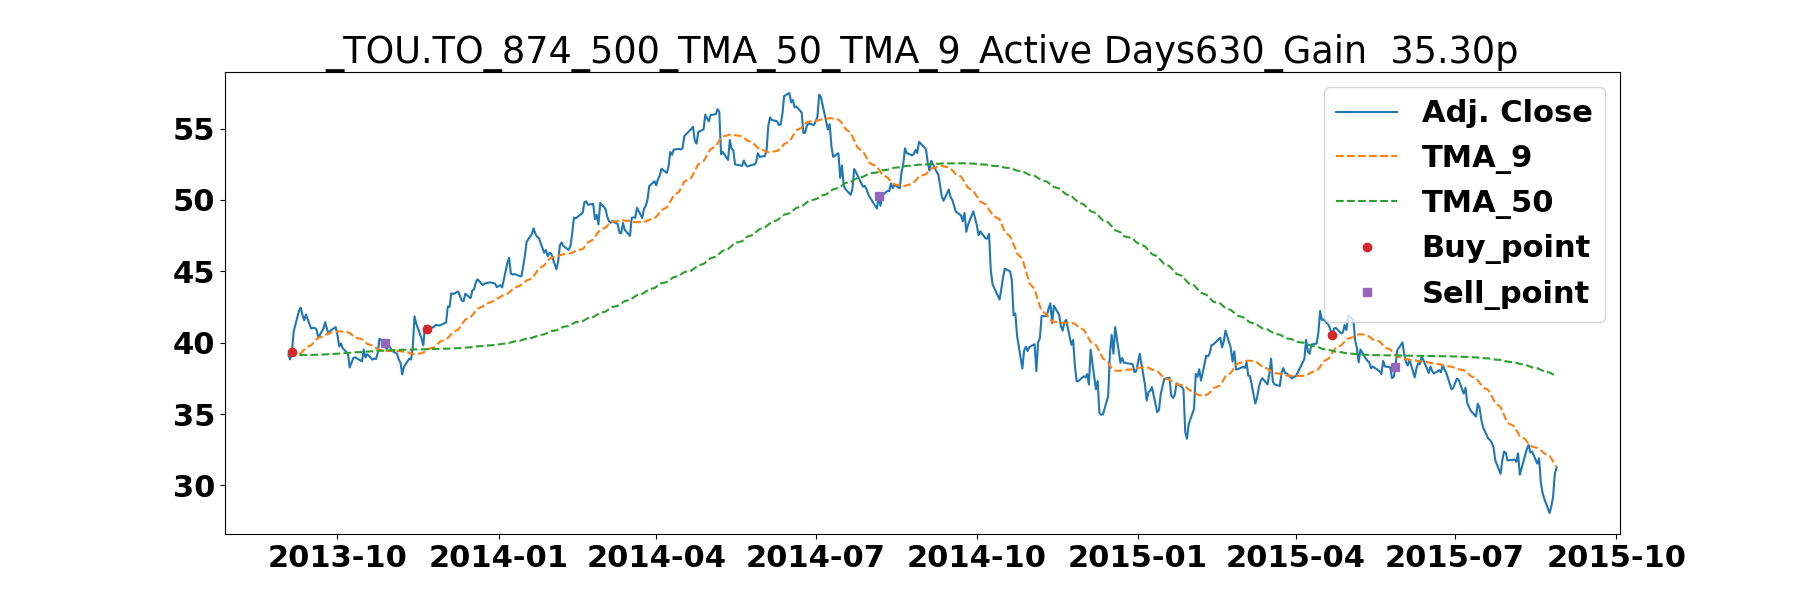 _TOU.TO_874_500_TMA_50_TMA_9_Active Days630_Gain  35.30p
Adj. Close
TMA_9
TMA_50
Buy_point
Sell_point
55
50
45
40
35
30
2013-10 2014-01 2014-04 2014-07 2014-10 2015-01 2015-04 2015-07 2015-10